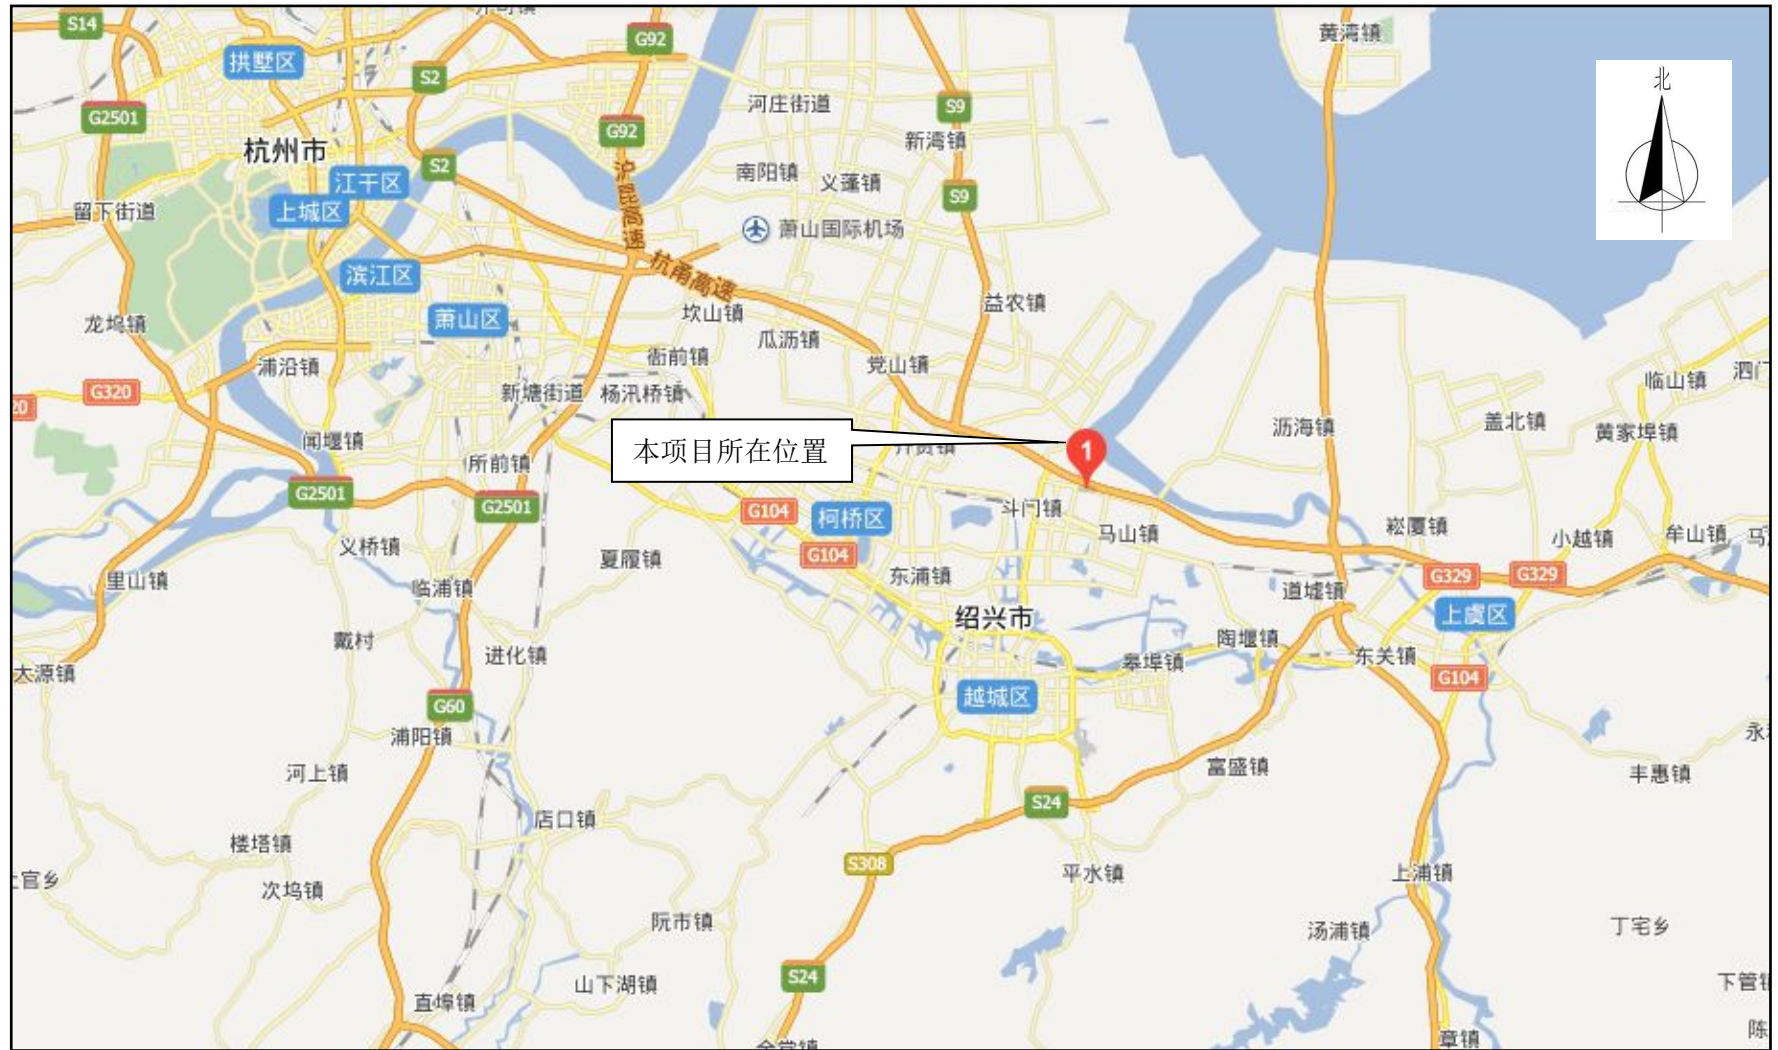 S14
G92
黄湾镇
拱墅区
S2
北
河庄街道
S9
G2501
G92
新湾镇
杭州市
S2
沪昆高速
南阳镇
义蓬镇
江干区
S9
上城区
留下街道
萧山国际机场
滨江区
杭甬高速
益农镇
龙坞镇
萧山区
坎山镇
瓜沥镇
衙前镇
党山镇
浦沿镇
临山镇
G320
新塘街道
杨汛桥镇
20
沥海镇
盖北镇
黄家埠镇
闻堰镇
本项目所在位置
1
所前镇
G2501
G2501
G104
柯桥区
斗门镇
马山镇
崧厦镇
小越镇
牟山镇
义桥镇
夏履镇
G104
里山镇
临浦镇
东浦镇
G329
G329
道墟镇
绍兴市
上虞区
戴村
进化镇
陶堰镇
皋埠镇
东关镇
大源镇
G104
越城区
G60
浦阳镇
河上镇
富盛镇
丰惠镇
S24
店口镇
楼塔镇
S308
平水镇
上浦镇
次坞镇
阮市镇
汤浦镇
丁宅乡
S24
山下湖镇
直埠镇
章镇